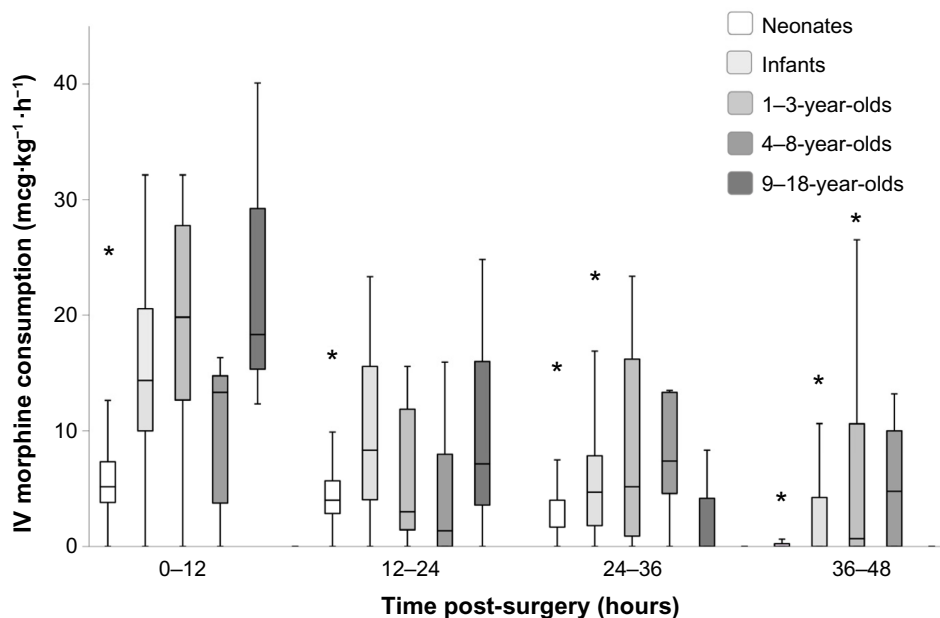 Neonates
Infants
1–3-year-olds
4–8-year-olds
9–18-year-olds
IV morphine consumption (mcg·kg⁻¹·h⁻¹)
40
30
20
10
0
*
*
*
*
*
*
*
0–12
12–24
24–36
36–48
Time post-surgery (hours)